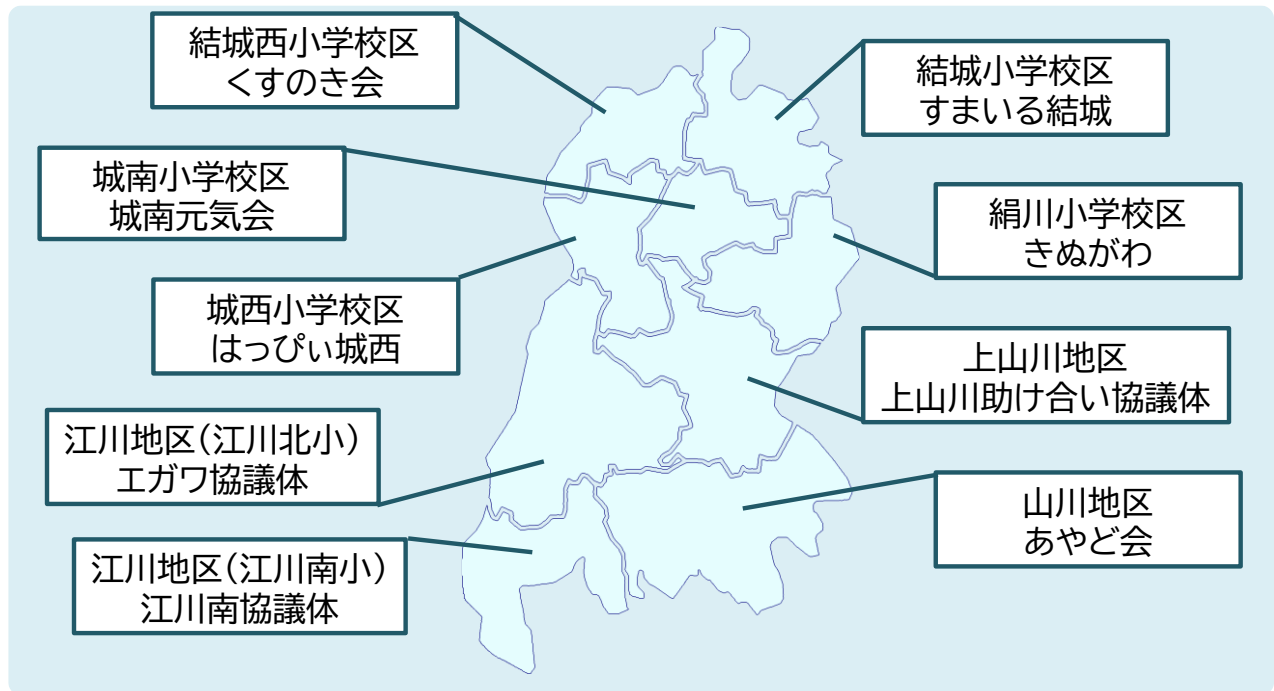 結城西小学校区
くすのき会
結城小学校区
すまいる結城
城南小学校区
城南元気会
絹川小学校区
きぬがわ
城西小学校区
はっぴぃ城西
上山川地区
上山川助け合い協議体
江川地区(江川北小)
エガワ協議体
山川地区
あやど会
江川地区(江川南小)
江川南協議体